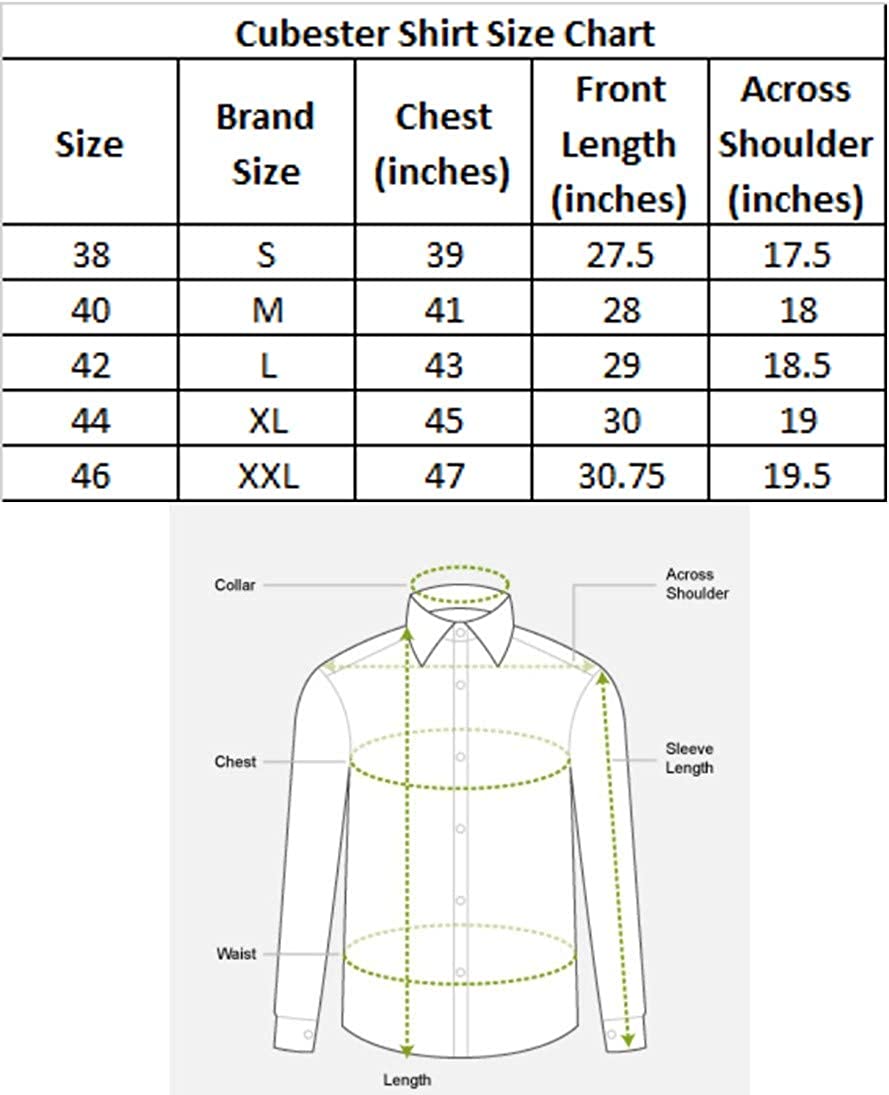 Cubester Shirt Size Chart
Size Brand Size Chest (inches) Front Length (inches) Across Shoulder (inches)
38 S 39 27.5 17.5
40 M 41 28 18
42 L 43 29 18.5
44 XL 45 30 19
46 XXL 47 30.75 19.5
Collar
Across
Shoulder
Chest
Sleeve
Length
Waist
Length